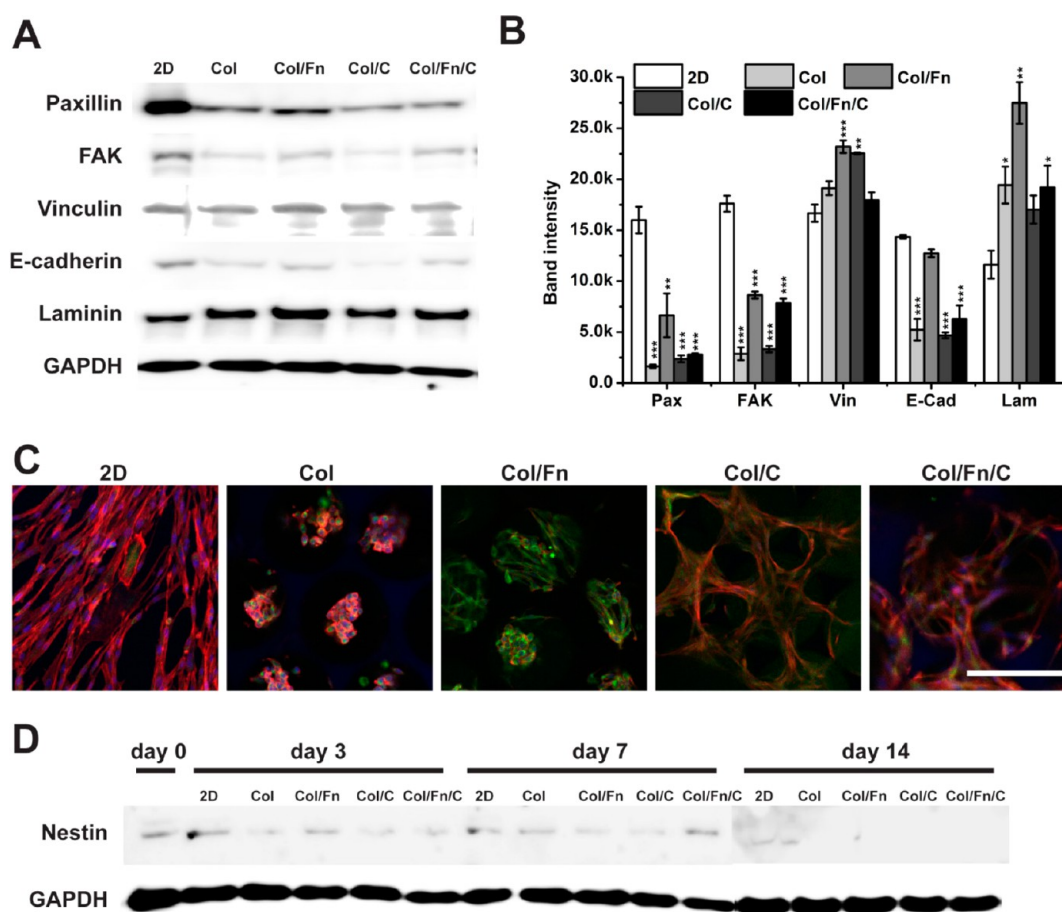 A
2D Col Col/Fn Col/C Col/Fn/C
Paxillin
FAK
Vinculin
E-cadherin
Laminin
GAPDH
B
30.0k
25.0k
20.0k
15.0k
10.0k
5.0k
0.0
Band intensity
2D Col Col/Fn
Col/C Col/Fn/C
*** ** *** ***
*** *** *** ***
*** **
*** *** ***
* ** *
Pax FAK Vin E-Cad Lam
C
2D Col Col/Fn Col/C Col/Fn/C
D
day 0 day 3 day 7 day 14
2D Col Col/Fn Col/C Col/Fn/C 2D Col Col/Fn Col/C Col/Fn/C 2D Col Col/Fn Col/C Col/Fn/C
Nestin
GAPDH